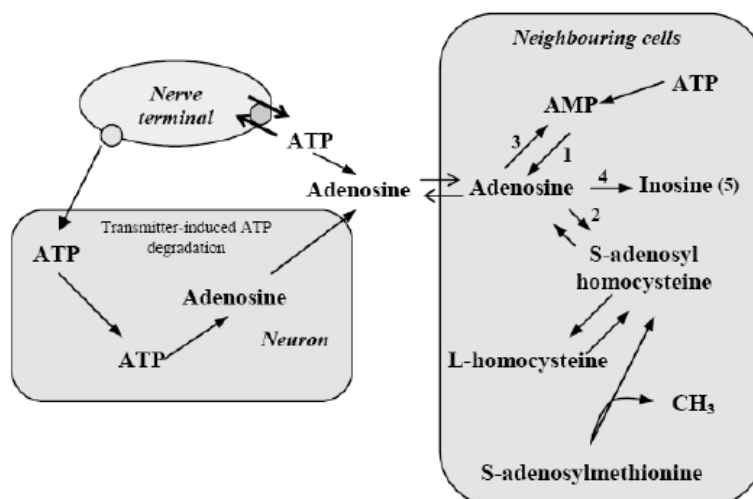 Neighbouring cells
Nerve
terminal
ATP
AMP
ATP
3
1
Adenosine
Adenosine
4
Inosine (5)
2
Transmitter-induced ATP
degradation
ATP
Adenosine
ATP
Neuron
S-adenosyl
homocysteine
L-homocysteine
CH₃
S-adenosylmethionine